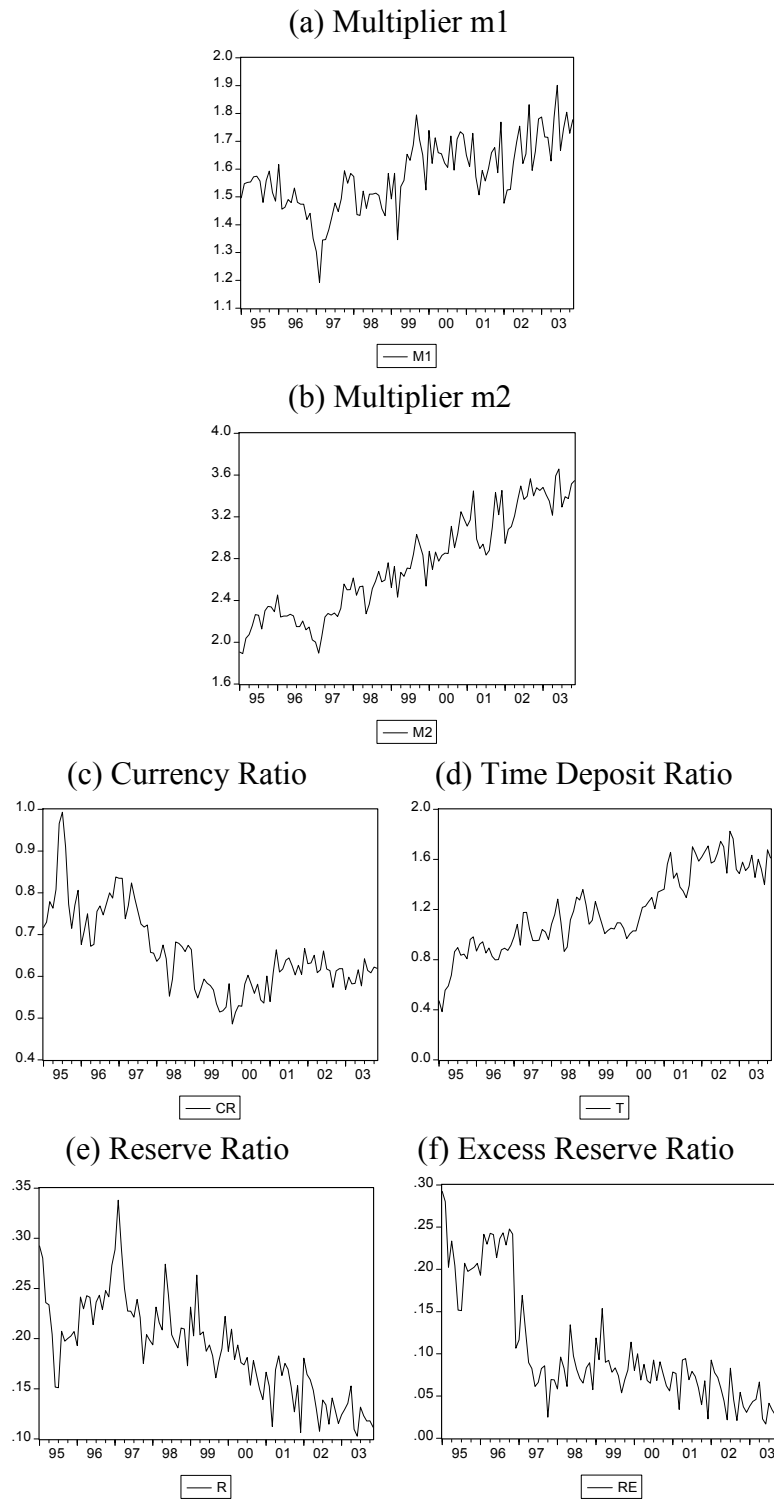 (a) Multiplier m1
2.0
1.9
1.8
1.7
1.6
1.5
1.4
1.3
1.2
1.1
95 96 97 98 99 00 01 02 03
M1
(b) Multiplier m2
4.0
3.6
3.2
2.8
2.4
2.0
1.6
95 96 97 98 99 00 01 02 03
M2
(c) Currency Ratio
1.0
0.9
0.8
0.7
0.6
0.5
0.4
95 96 97 98 99 00 01 02 03
CR
(d) Time Deposit Ratio
2.0
1.6
1.2
0.8
0.4
0.0
95 96 97 98 99 00 01 02 03
T
(e) Reserve Ratio
.35
.30
.25
.20
.15
.10
95 96 97 98 99 00 01 02 03
R
(f) Excess Reserve Ratio
.30
.25
.20
.15
.10
.05
.00
95 96 97 98 99 00 01 02 03
RE